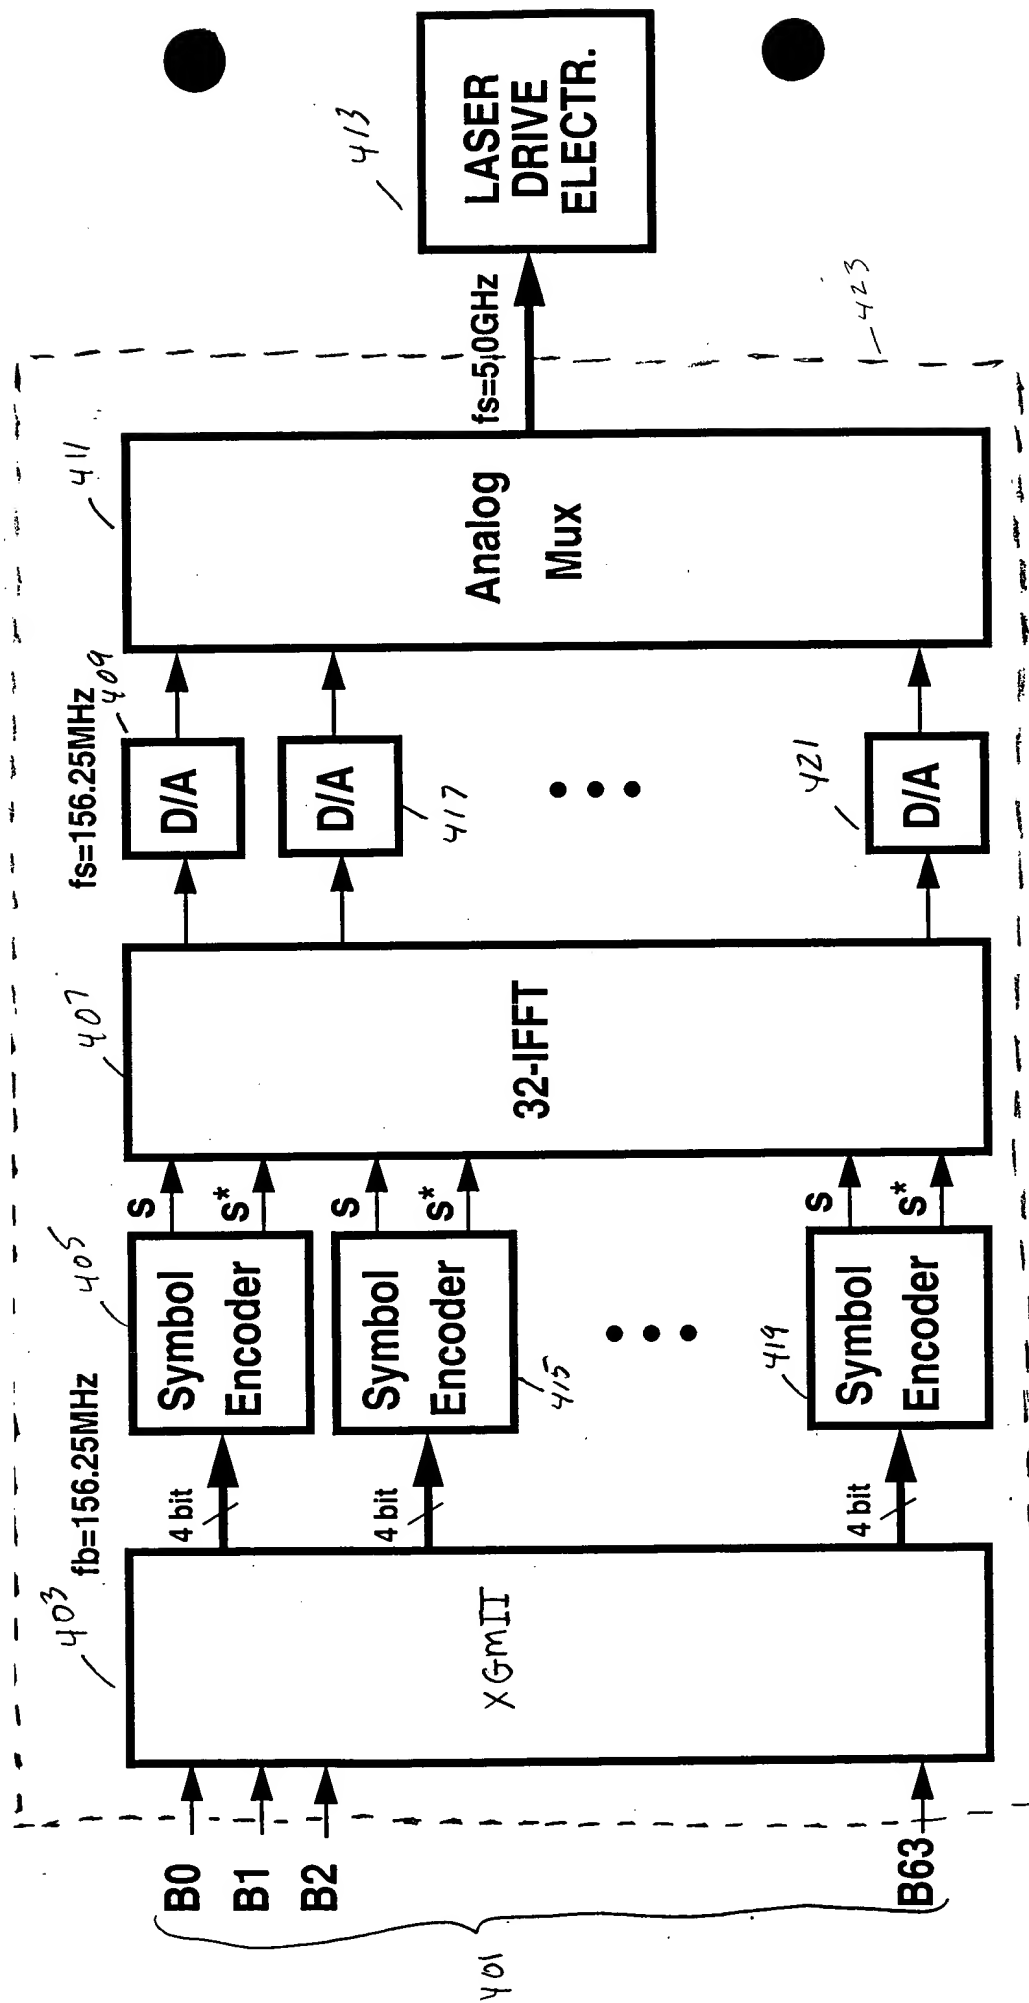 401
B0
B1
B2
B63
403
XGMII
fb=156.25MHz
4 bit
4 bit
4 bit
405
Symbol
Encoder
Symbol
Encoder
415
419
Symbol
Encoder
S
S*
S
S*
S
S*
407
32-IFFT
fs=156.25MHz
409
D/A
D/A
417
421
D/A
411
Analog
Mux
fs=5.0GHz
423
413
LASER
DRIVE
ELECTR.